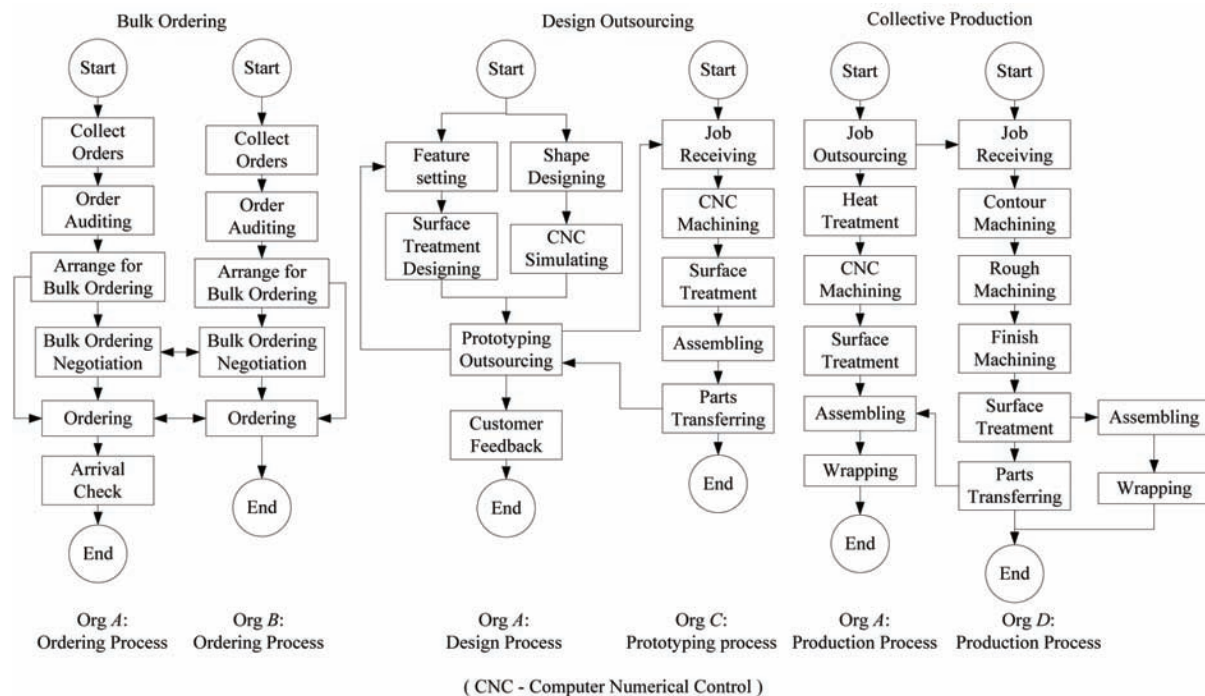 Bulk Ordering
Start
Collect
Orders
Order
Auditing
Arrange for
Bulk Ordering
Bulk Ordering
Negotiation
Ordering
Arrival
Check
End
Org A:
Ordering Process
Start
Collect
Orders
Order
Auditing
Arrange for
Bulk Ordering
Bulk Ordering
Negotiation
Ordering
End
Org B:
Ordering Process
Design Outsourcing
Start
Feature
setting
Surface
Treatment
Designing
Shape
Designing
CNC
Simulating
Prototyping
Outsourcing
Customer
Feedback
End
Org A:
Design Process
Start
Job
Receiving
CNC
Machining
Surface
Treatment
Assembling
Parts
Transferring
End
Org C:
Prototyping process
Collective Production
Start
Job
Outsourcing
Heat
Treatment
CNC
Machining
Surface
Treatment
Assembling
Wrapping
End
Org A:
Production Process
Start
Job
Receiving
Contour
Machining
Rough
Machining
Finish
Machining
Surface
Treatment
Parts
Transferring
Assembling
Wrapping
End
Org D:
Production Process
( CNC - Computer Numerical Control )